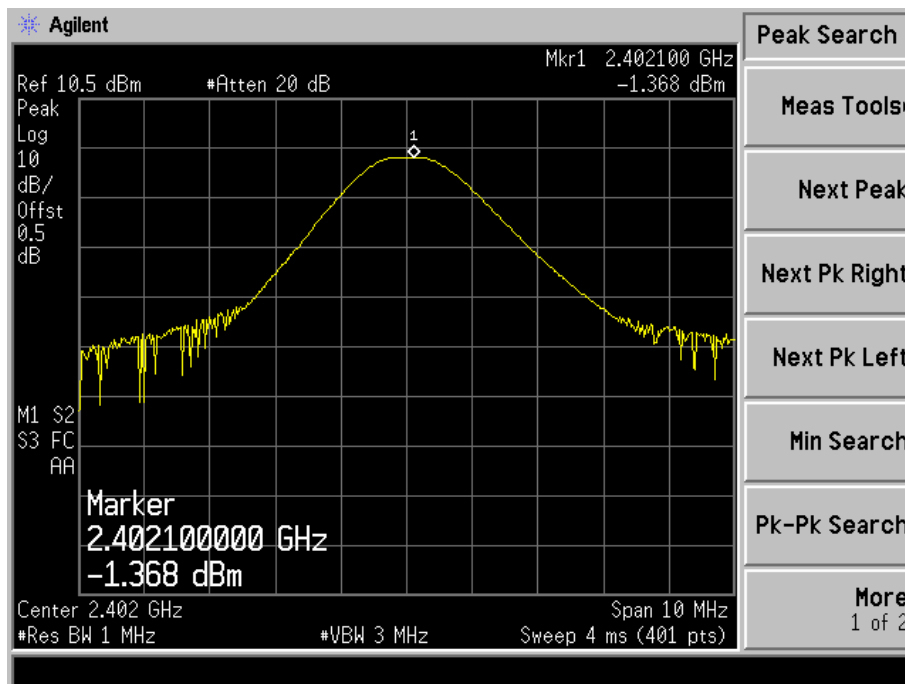 Agilent
Peak Search
Mkr1 2.402100 GHz
Ref 10.5 dBm #Atten 20 dB -1.368 dBm
Peak
Log
10
dB/
Offst
0.5
dB
1
M1 S2
S3 FC
AA
Marker
2.402100000 GHz
-1.368 dBm
Center 2.402 GHz Span 10 MHz
#Res BW 1 MHz #VBW 3 MHz Sweep 4 ms (401 pts)
Meas Tools
Next Peak
Next Pk Right
Next Pk Left
Min Search
Pk-Pk Search
More
1 of 2